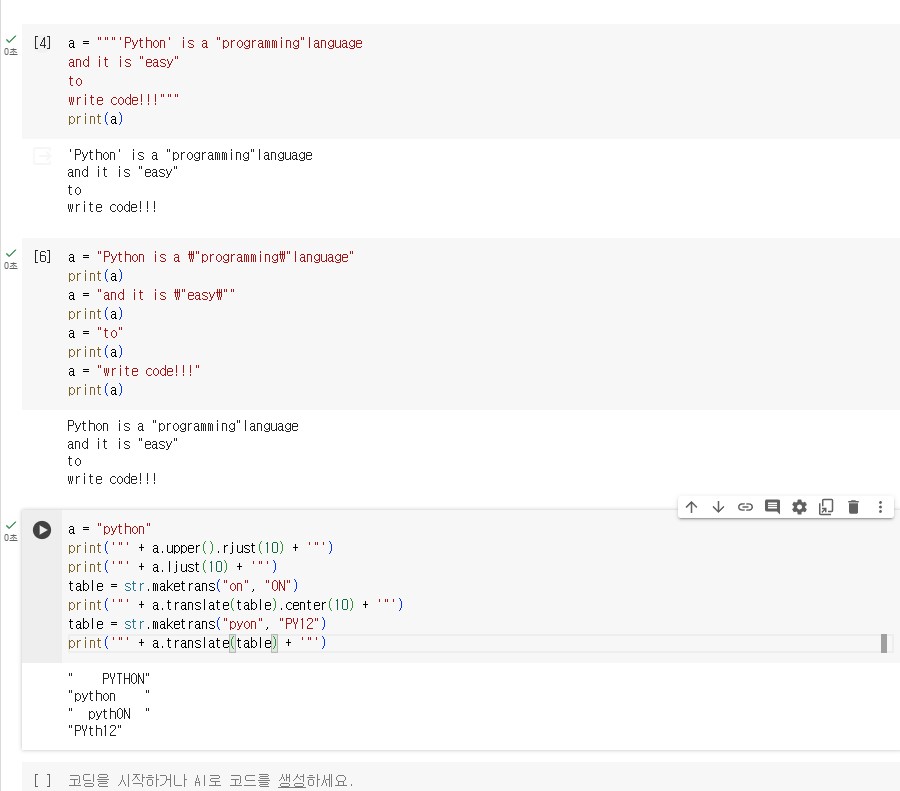 [4] a = """'Python' is a "programming"language
and it is "easy"
to
write code!!!"""
print(a)
'Python' is a "programming"language
and it is "easy"
to
write code!!!
0초
[6] a = "Python is a ₩"programming₩"language"
print(a)
a = "and it is ₩"easy₩""
print(a)
a = "to"
print(a)
a = "write code!!!"
print(a)
0초
Python is a "programming"language
and it is "easy"
to
write code!!!
a = "python"
print('"' + a.upper().rjust(10) + '"')
0초
print('"' + a.ljust(10) + '"')
table = str.maketrans("on", "ON")
print('"' + a.translate(table).center(10) + '"')
table = str.maketrans("pyon", "PY12")
print('"' + a.translate(table) + '"')
"    PYTHON"
"python    "
"  pythON  "
"PYth12"
[ ] 코딩을 시작하거나 AI로 코드를 생성하세요.